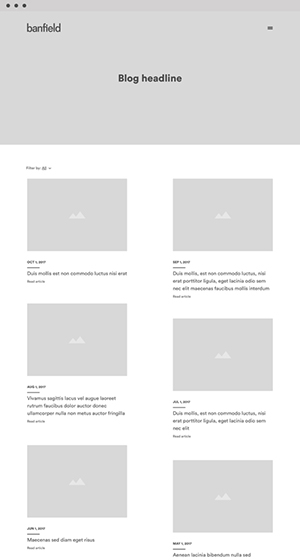 banfield
Blog headline
Filter by: All
OCT 1, 2017
Duis mollis est non commodo luctus nisi erat
Read article
SEP 1, 2017
Duis mollis, est non commodo luctus, nisi
erat porttitor ligula, eget lacinia odio sem
nec elit maecenas faucibus mollis interdum
Read article
AUG 1, 2017
Vivamus sagittis lacus vel augue laoreet
rutrum faucibus dolor auctor donec
ullamcorper nulla non metus auctor fringilla
Read article
JUL 1, 2017
Duis mollis, est non commodo luctus, nisi
erat porttitor ligula, eget lacinia odio sem
nec elit
Read article
JUN 1, 2017
Maecenas sed diam eget risus
Read article
MAY 1, 2017
Aenean lacinia bibendum nulla sed